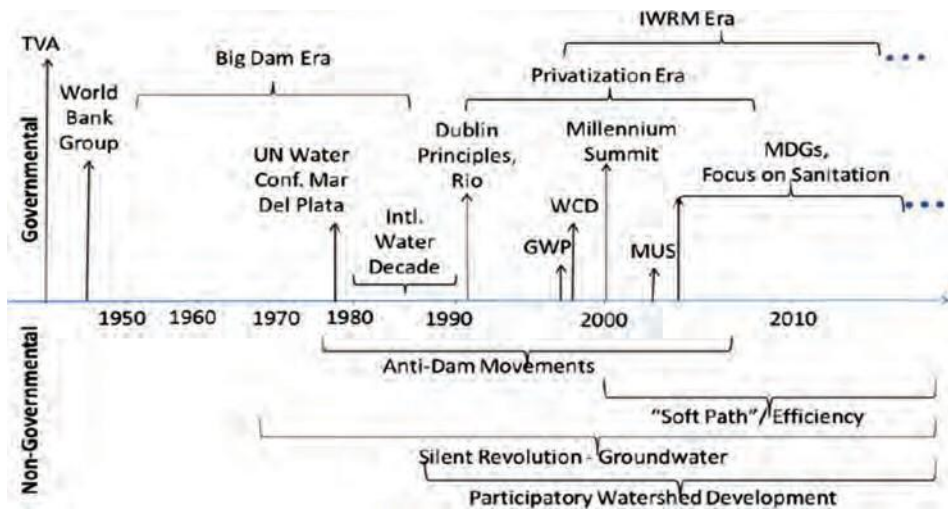 IWRM Era
TVA
Big Dam Era
Privatization Era
World
Bank
Group
Dublin
Principles,
Rio
Millennium
Summit
MDGs,
Focus on Sanitation
UN Water
Conf. Mar
Del Plata
Intl.
Water
Decade
WCD
GWP
MUS
Governmental
1950 1960 1970 1980 1990 2000 2010
Non-Governmental
Anti-Dam Movements
"Soft Path"/ Efficiency
Silent Revolution - Groundwater
Participatory Watershed Development